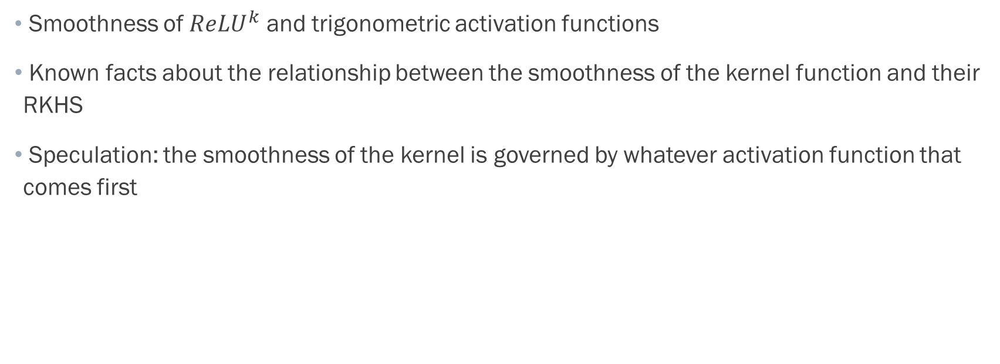 • Smoothness of ReLU^k and trigonometric activation functions
• Known facts about the relationship between the smoothness of the kernel function and their
RKHS
• Speculation: the smoothness of the kernel is governed by whatever activation function that
comes first